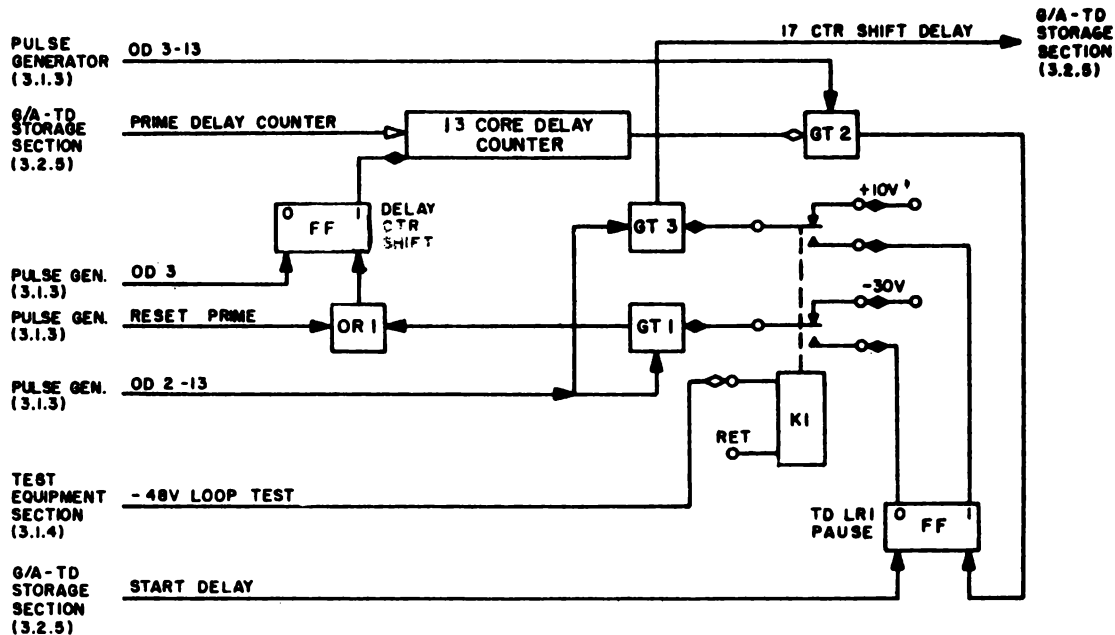 17 CTR SHIFT DELAY
G/A-TD
STORAGE
SECTION
(3.2.5)
PULSE
GENERATOR
(3.1.3)
OD 3-13
G/A-TD
STORAGE
SECTION
(3.2.5)
PRIME DELAY COUNTER
13 CORE DELAY
COUNTER
GT 2
0 1
FF
DELAY
CTR
SHIFT
GT 3
+10V
PULSE GEN.
(3.1.3)
OD 3
-30V
PULSE GEN.
(3.1.3)
RESET PRIME
OR 1
GT 1
PULSE GEN.
(3.1.3)
OD 2-13
K1
RET
TEST
EQUIPMENT
SECTION
(3.1.4)
-48V LOOP TEST
TD LRI
PAUSE
0 1
FF
G/A-TD
STORAGE
SECTION
(3.2.5)
START DELAY